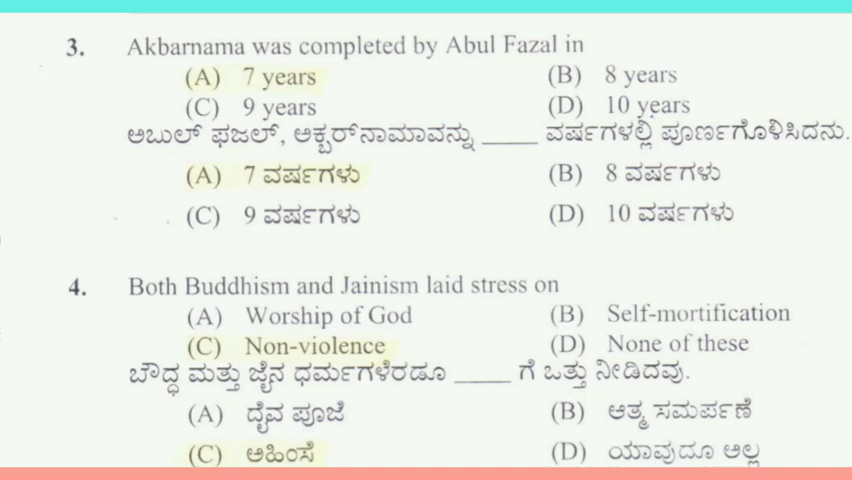 3. Akbarnama was completed by Abul Fazal in
(A) 7 years (B) 8 years
(C) 9 years (D) 10 years
ಅಬುಲ್ ಫಜಲ್, ಅಕ್ಬರ್‌ನಾಮಾವನ್ನು _____ ವರ್ಷಗಳಲ್ಲಿ ಪೂರ್ಣಗೊಳಿಸಿದನು.
(A) 7 ವರ್ಷಗಳು (B) 8 ವರ್ಷಗಳು
(C) 9 ವರ್ಷಗಳು (D) 10 ವರ್ಷಗಳು
4. Both Buddhism and Jainism laid stress on
(A) Worship of God (B) Self-mortification
(C) Non-violence (D) None of these
ಬೌದ್ಧ ಮತ್ತು ಜೈನ ಧರ್ಮಗಳೆರಡೂ _____ ಗೆ ಒತ್ತು ನೀಡಿದವು.
(A) ದೈವ ಪೂಜೆ (B) ಆತ್ಮ ಸಮರ್ಪಣೆ
(C) ಅಹಿಂಸೆ (D) ಯಾವುದೂ ಅಲ್ಲ